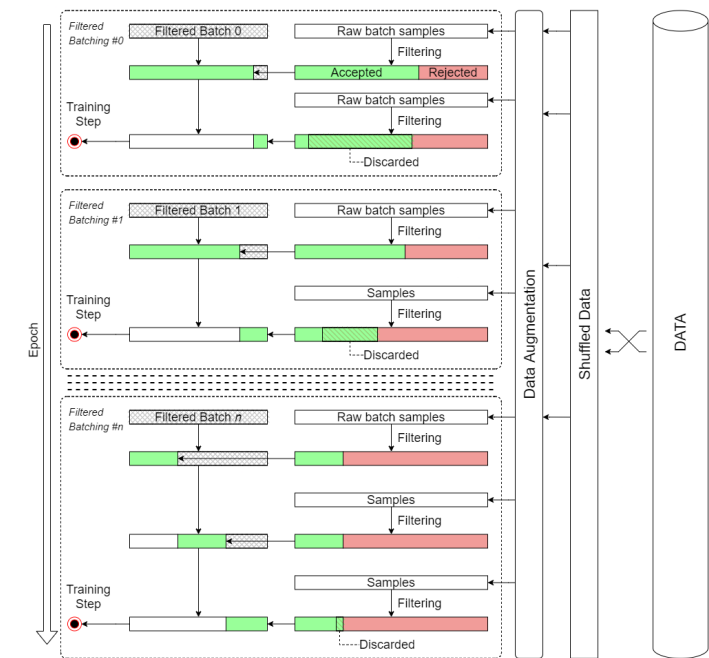 Filtered
Batching #0
Filtered Batch 0
Raw batch samples
Filtering
Accepted
Rejected
Raw batch samples
Filtering
Training
Step
Discarded
Filtered
Batching #1
Filtered Batch 1
Raw batch samples
Filtering
Samples
Filtering
Training
Step
Discarded
Filtered
Batching #n
Filtered Batch n
Raw batch samples
Filtering
Samples
Filtering
Samples
Filtering
Training
Step
Discarded
Epoch
Data Augmentation
Shuffled Data
DATA